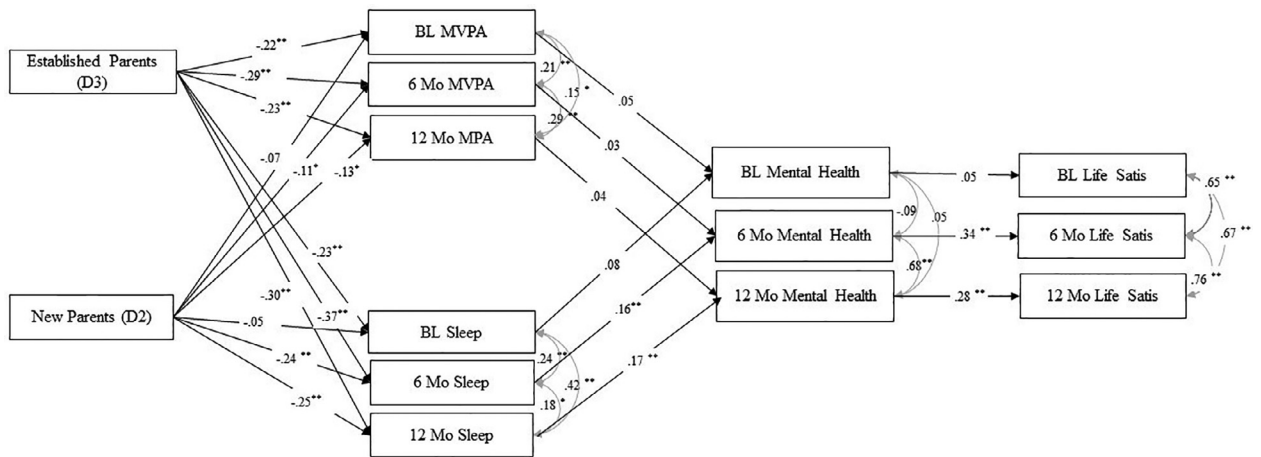 BL MVPA
Established Parents
(D3)
-.22**
-.29**
-.23**
6 Mo MVPA
12 Mo MPA
.21 **
.15 *
.29 **
.05
.03
.04
-.07
-.11*
-.13*
BL Mental Health
6 Mo Mental Health
12 Mo Mental Health
-.09
.05
.68**
.05
.34 **
.28 **
BL Life Satis
6 Mo Life Satis
12 Mo Life Satis
.65 **
.67 **
.76 **
-.23**
-.30**
-.37**
New Parents (D2)
-.05
-.24 **
-.25**
BL Sleep
6 Mo Sleep
12 Mo Sleep
.24 **
.42 **
.18 *
.08
.16**
.17 **